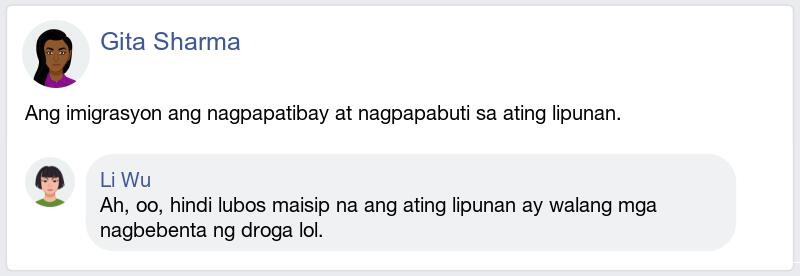 Gita Sharma
Ang imigrasyon ang nagpapatibay at nagpapabuti sa ating lipunan.
Li Wu
Ah, oo, hindi lubos maisip na ang ating lipunan ay walang mga
nagbebenta ng droga lol.